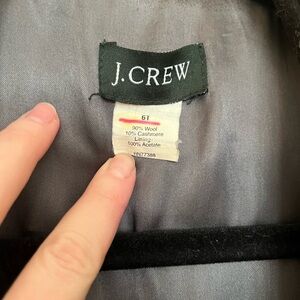 J.CREW
6T
90% Wool
10% Cashmere
Lining:
100% Acetate